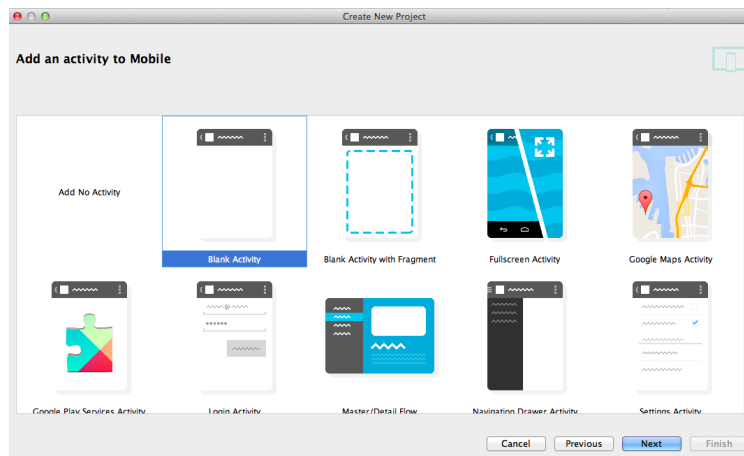 Create New Project
Add an activity to Mobile
Add No Activity
Blank Activity
Blank Activity with Fragment
Fullscreen Activity
Google Maps Activity
Google Play Services Activity
Login Activity
Master/Detail Flow
Navigation Drawer Activity
Settings Activity
Cancel
Previous
Next
Finish